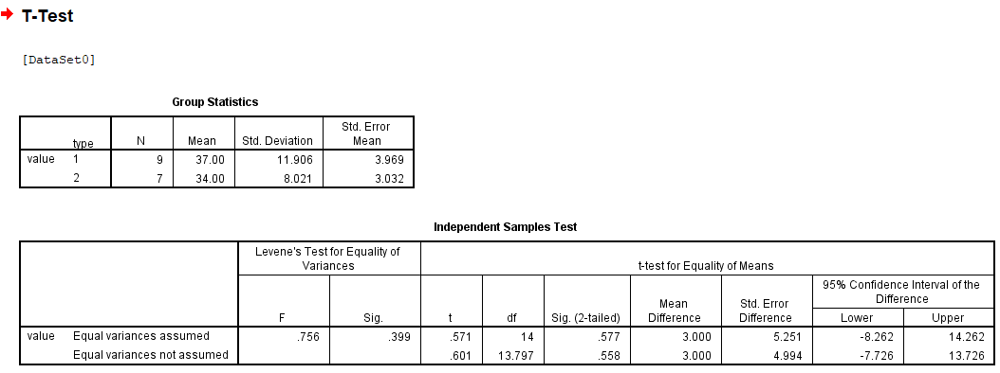 T-Test
[DataSet0]
Group Statistics
type N Mean Std. Deviation Std. Error Mean
value 1 9 37.00 11.906 3.969
2 7 34.00 8.021 3.032
Independent Samples Test
Levene's Test for Equality of Variances t-test for Equality of Means
95% Confidence Interval of the Difference
F Sig. t df Sig. (2-tailed) Mean Difference Std. Error Difference Lower Upper
value Equal variances assumed .756 .399 .571 14 .577 3.000 5.251 -8.262 14.262
Equal variances not assumed .601 13.797 .558 3.000 4.994 -7.726 13.726